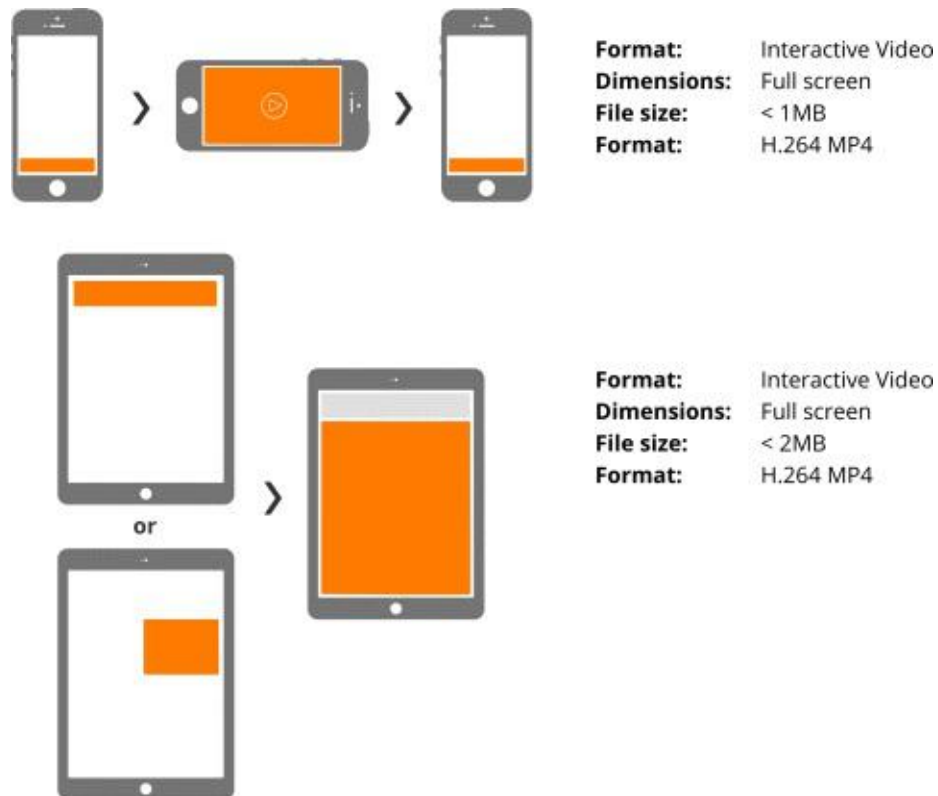 Format: Interactive Video
Dimensions: Full screen
File size: < 1MB
Format: H.264 MP4
Format: Interactive Video
Dimensions: Full screen
File size: < 2MB
Format: H.264 MP4
or